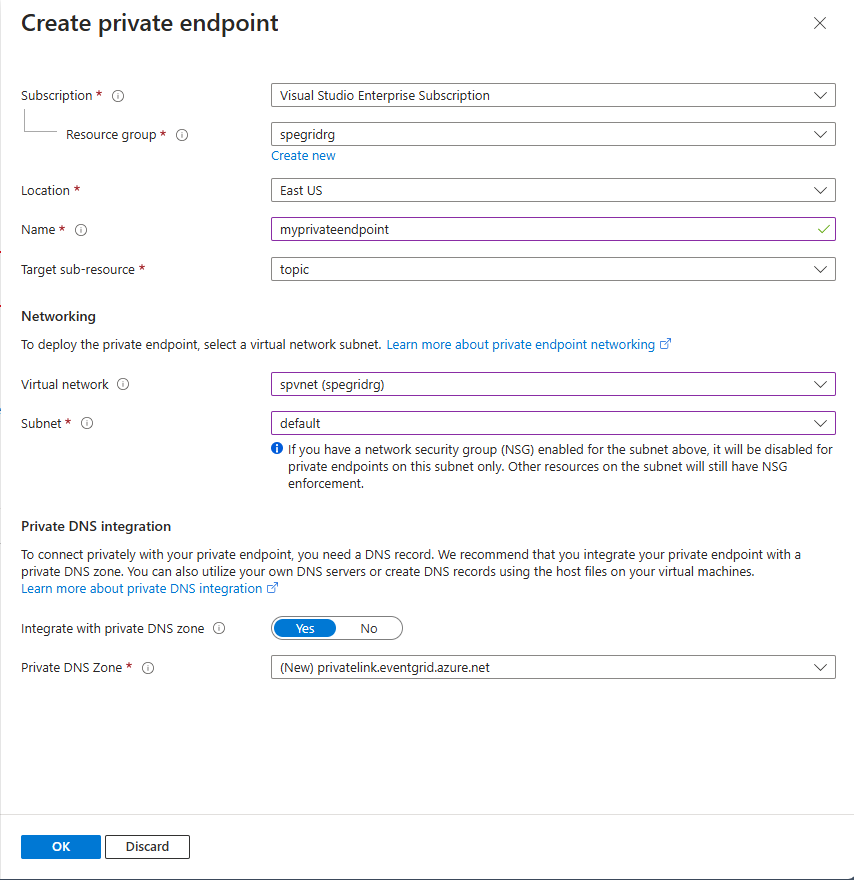 Create private endpoint
Subscription * Visual Studio Enterprise Subscription
Resource group * spegridrg
Create new
Location * East US
Name * myprivateendpoint
Target sub-resource * topic
Networking
To deploy the private endpoint, select a virtual network subnet. Learn more about private endpoint networking
Virtual network spvnet (spegridrg)
Subnet * default
If you have a network security group (NSG) enabled for the subnet above, it will be disabled for
private endpoints on this subnet only. Other resources on the subnet will still have NSG
enforcement.
Private DNS integration
To connect privately with your private endpoint, you need a DNS record. We recommend that you integrate your private endpoint with a
private DNS zone. You can also utilize your own DNS servers or create DNS records using the host files on your virtual machines.
Learn more about private DNS integration
Integrate with private DNS zone Yes No
Private DNS Zone * (New) privatelink.eventgrid.azure.net
OK Discard